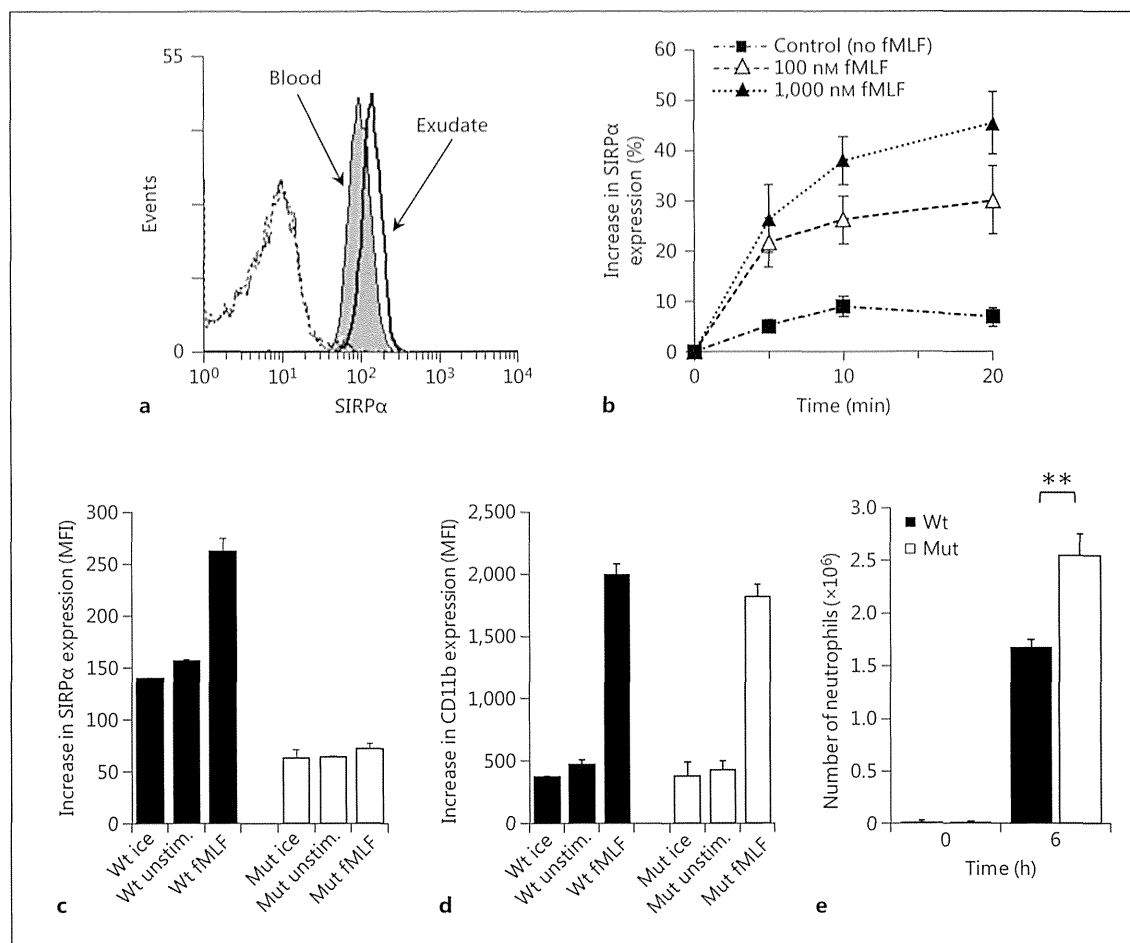 55
Events
0
Blood
Exudate
10⁰ 10¹ 10² 10³ 10⁴
SIRPα
a
Increase in SIRPα
expression (%)
60
50
40
30
20
10
0
Control (no fMLF)
100 nM fMLF
1,000 nM fMLF
0 10 20
Time (min)
b
Increase in SIRPα expression (MFI)
300
250
200
150
100
50
0
Wt ice
Wt unstim.
Wt fMLF
Mut ice
Mut unstim.
Mut fMLF
c
Increase in CD11b expression (MFI)
2,500
2,000
1,500
1,000
500
0
Wt ice
Wt unstim.
Wt fMLF
Mut ice
Mut unstim.
Mut fMLF
d
Number of neutrophils (×10⁶)
3.0
2.5
2.0
1.5
1.0
0.5
0
Wt
Mut
**
0 6
Time (h)
e